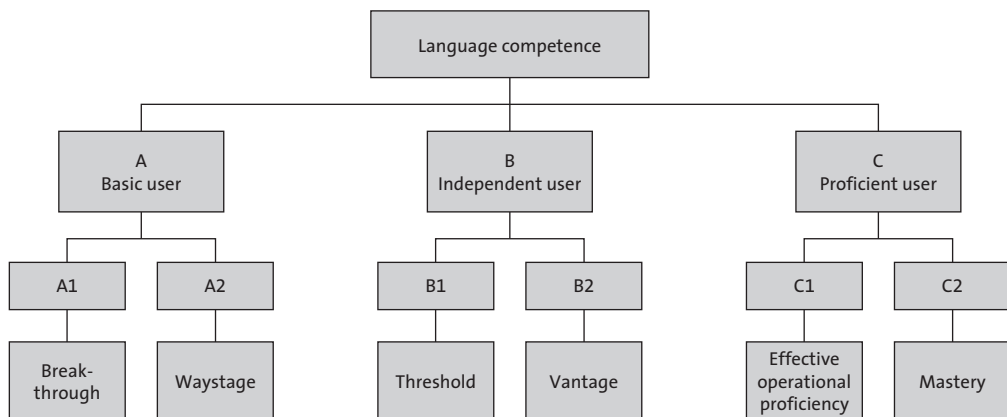 Language competence
A
Basic user
B
Independent user
C
Proficient user
A1
A2
B1
B2
C1
C2
Break-
through
Waystage
Threshold
Vantage
Effective
operational
proficiency
Mastery